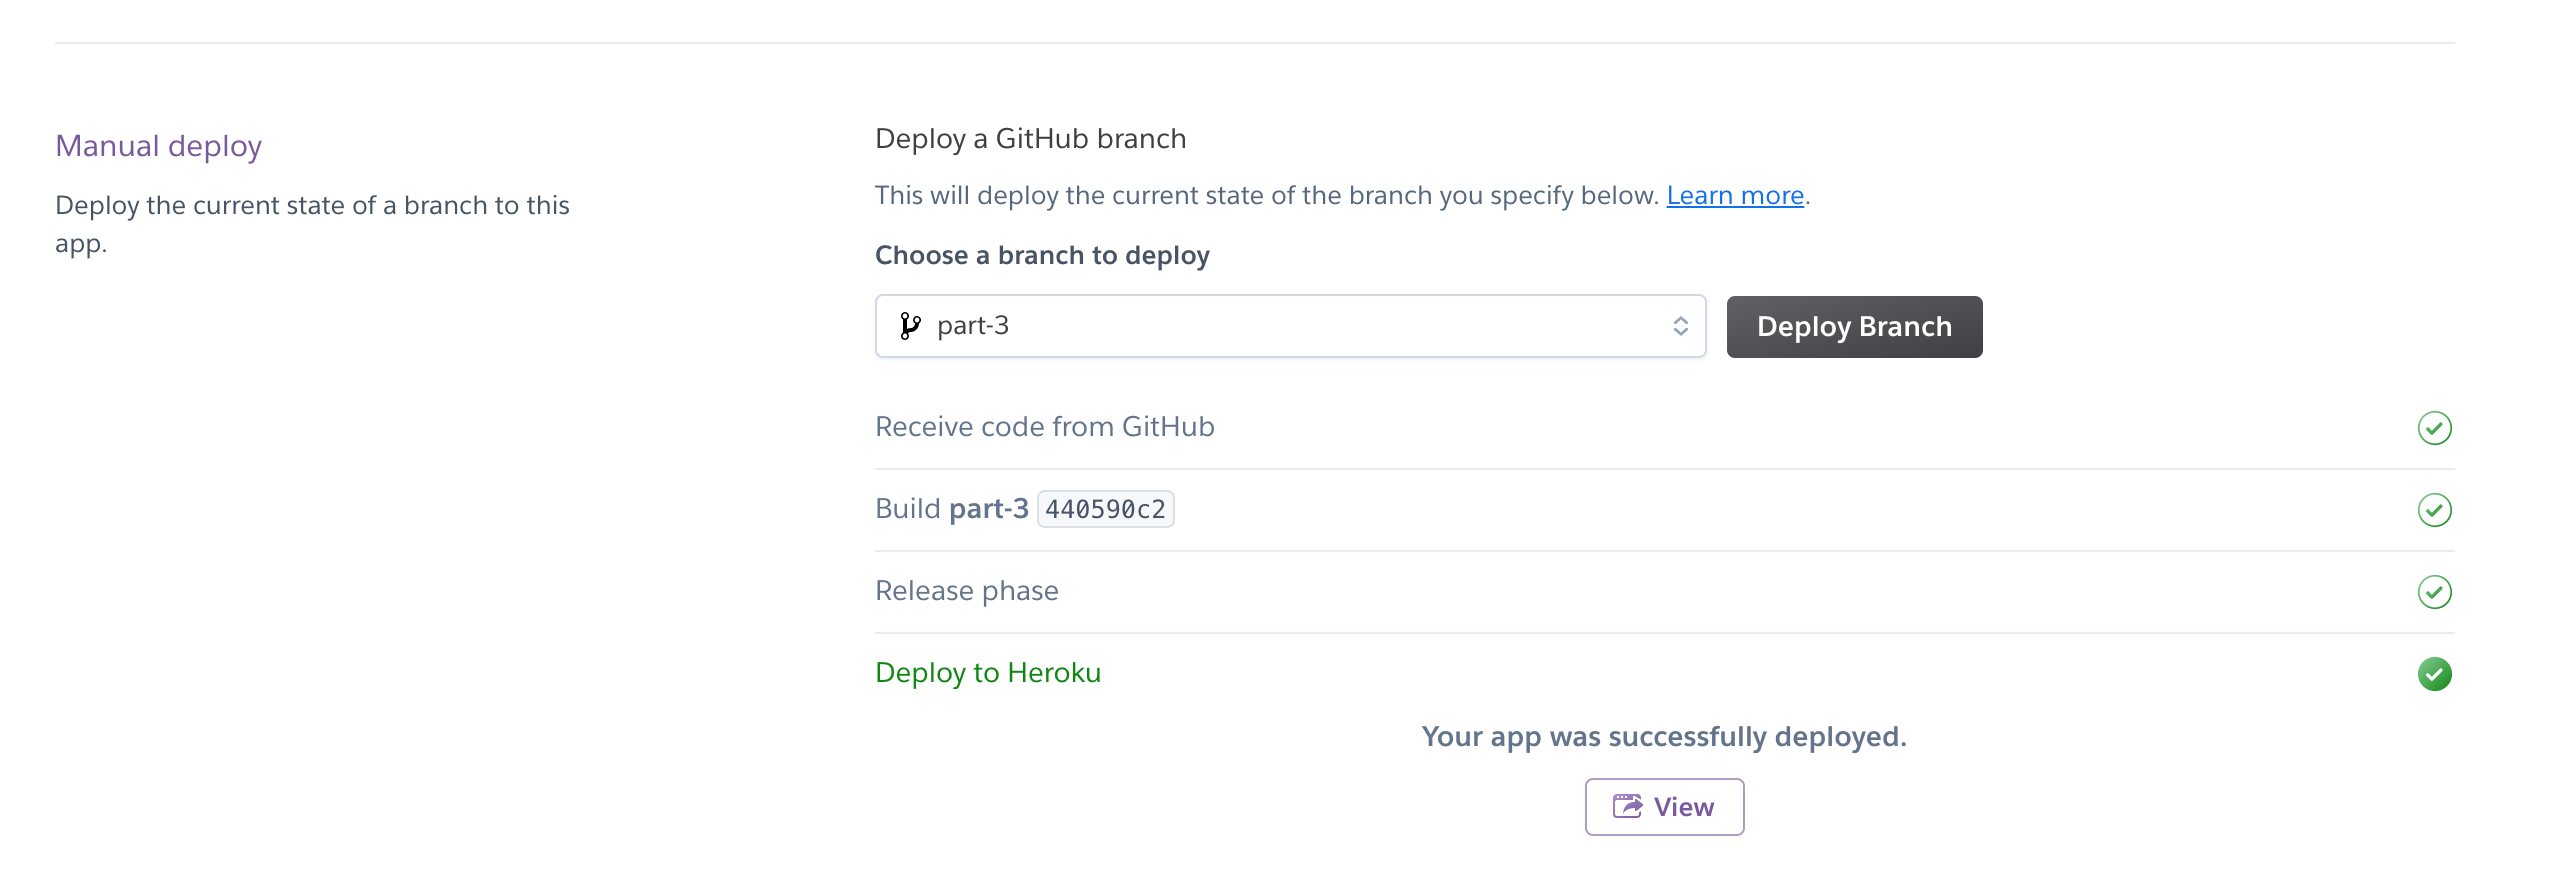 Manual deploy
Deploy the current state of a branch to this
app.
Deploy a GitHub branch
This will deploy the current state of the branch you specify below. Learn more.
Choose a branch to deploy
part-3
Deploy Branch
Receive code from GitHub
Build part-3 440590c2
Release phase
Deploy to Heroku
Your app was successfully deployed.
View